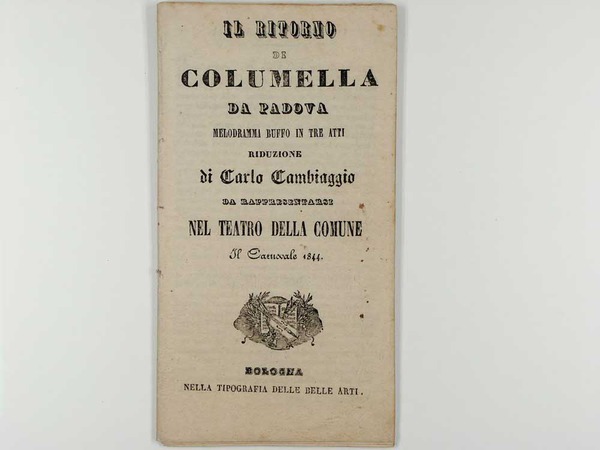 IL RITORNO
DI
COLUMELLA
DA PADOVA
MELODRAMMA BUFFO IN TRE ATTI
RIDUZIONE
di Carlo Cambiaggio
DA RAPPRESENTARSI
NEL TEATRO DELLA COMUNE
Il Carnovale 1844.
BOLOGNA
NELLA TIPOGRAFIA DELLE BELLE ARTI.